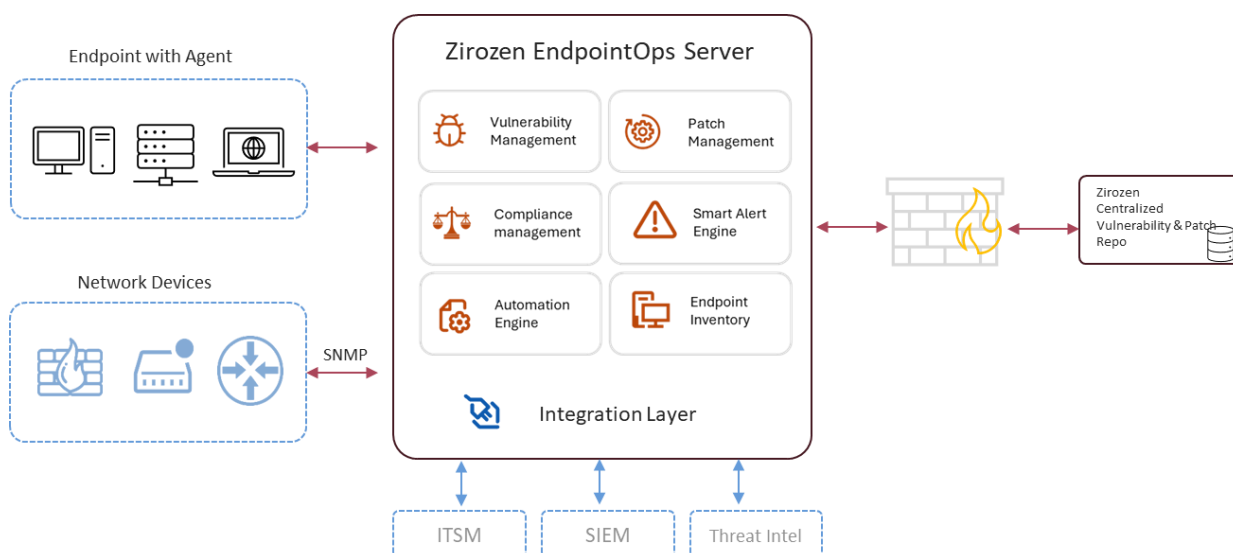 Endpoint with Agent
Zirozen EndpointOps Server
Vulnerability
Management
Patch
Management
Compliance
management
Smart Alert
Engine
Zirozen
Centralized
Vulnerability & Patch
Repo
Network Devices
SNMP
Automation
Engine
Endpoint
Inventory
Integration Layer
ITSM
SIEM
Threat Intel